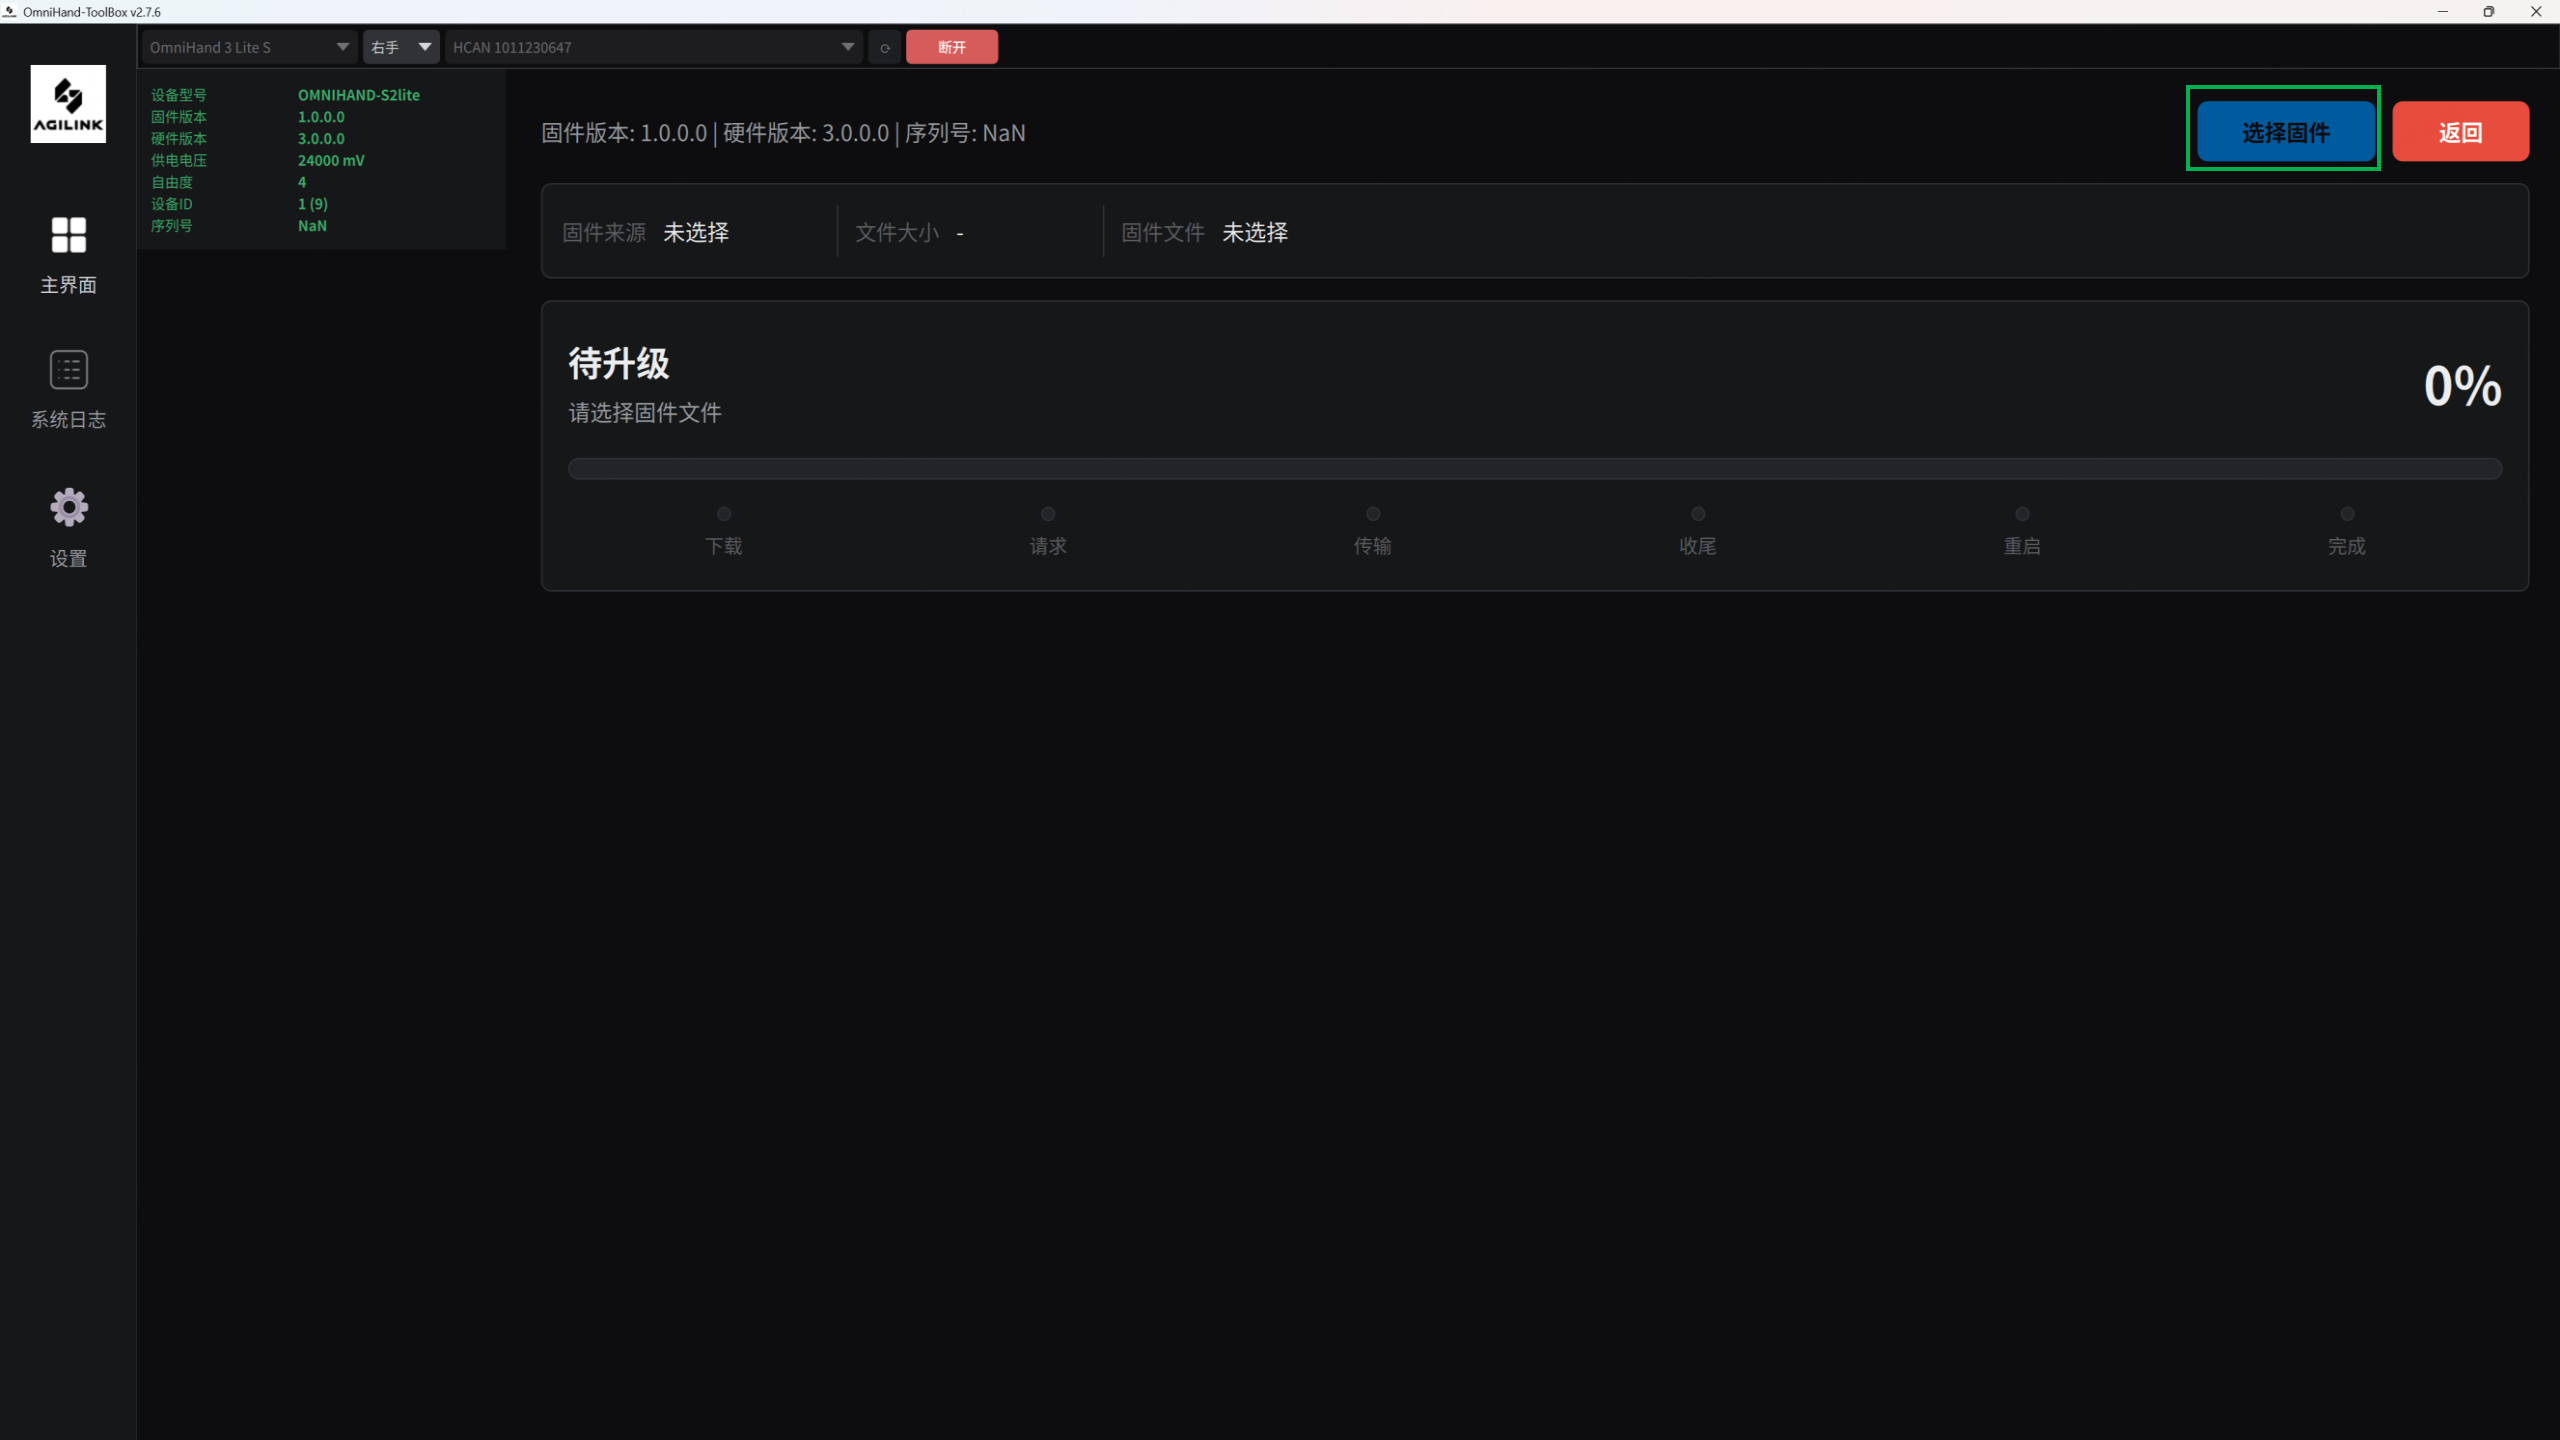 OmniHand-ToolBox v2.7.6
OmniHand 3 Lite S 右手 HCAN 1011230647 断开
AGILINK
主界面
系统日志
设置
设备型号 OMNIHAND-S2lite
固件版本 1.0.0.0
硬件版本 3.0.0.0
供电电压 24000 mV
自由度 4
设备ID 1 (9)
序列号 NaN
固件版本: 1.0.0.0 | 硬件版本: 3.0.0.0 | 序列号: NaN
选择固件 返回
固件来源 未选择 文件大小 - 固件文件 未选择
待升级
请选择固件文件
0%
下载 请求 传输 收尾 重启 完成